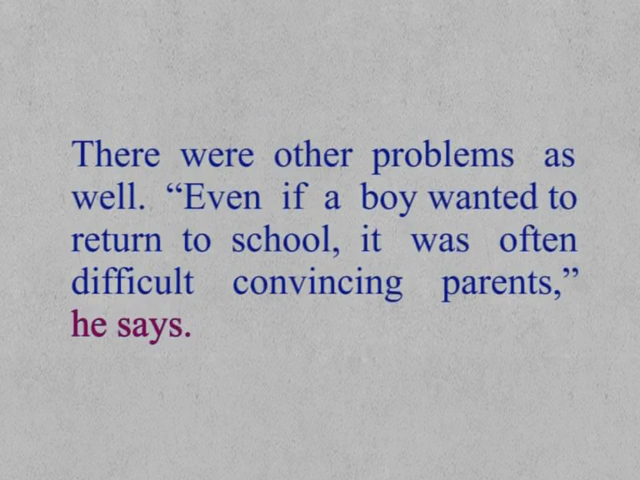 There were other problems as
well. “Even if a boy wanted to
return to school, it was often
difficult convincing parents,”
he says.